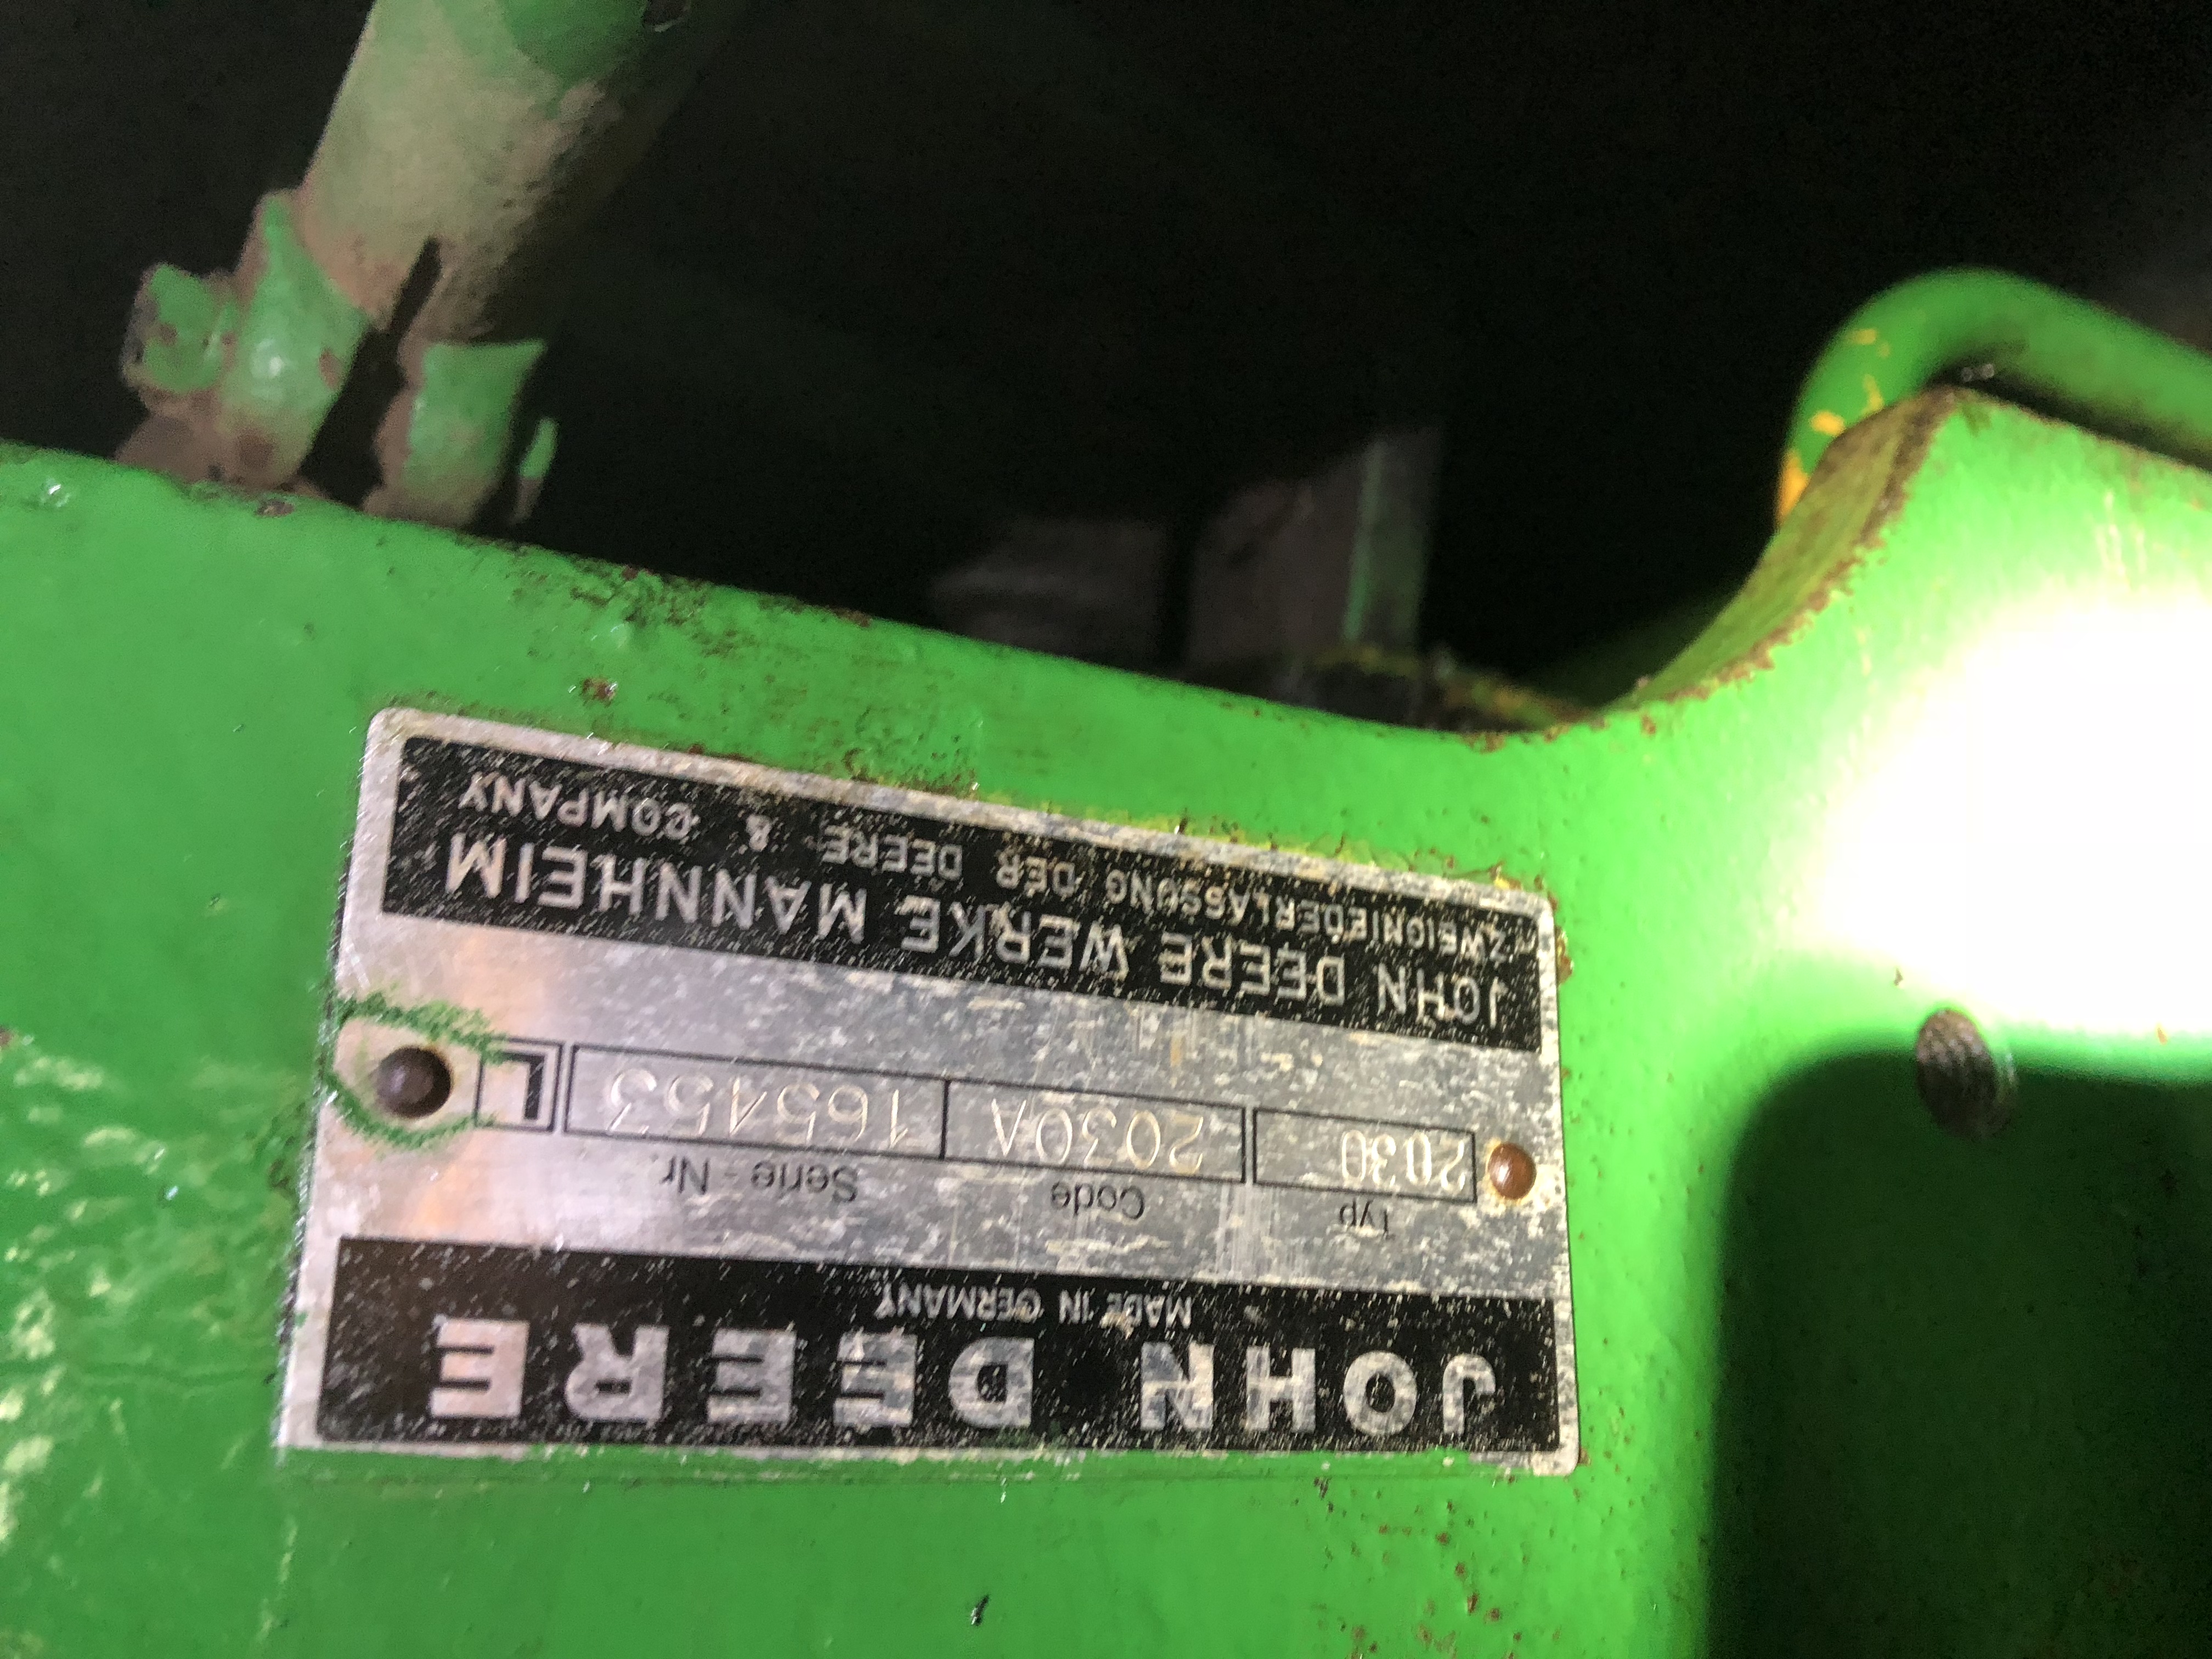 JOHN DEERE
MADE IN GERMANY
Typ Code Serie - Nr.
2030 2030A 165453 L
JOHN DEERE WERKE MANNHEIM
ZWEIGNIEDERLASSUNG DER DEERE & COMPANY